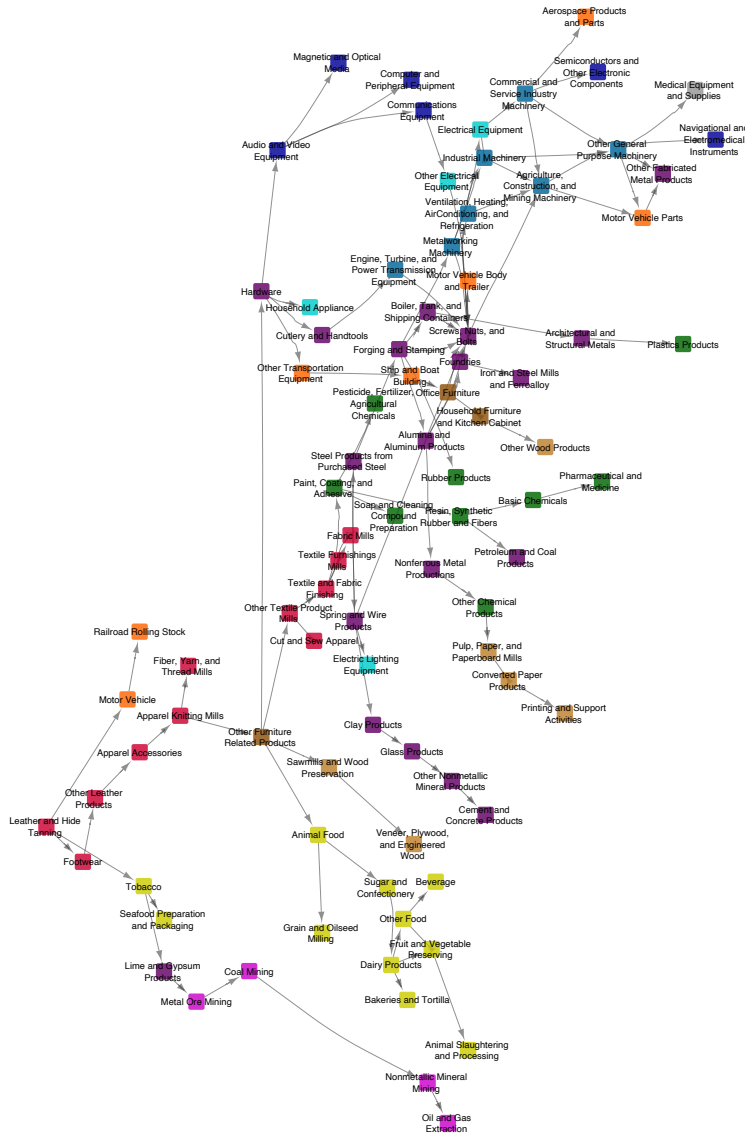 Aerospace Products
and Parts
Magnetic and Optical
Media
Computer and
Peripheral Equipment
Semiconductors and
Other Electronic
Components
Commercial and
Service Industry
Machinery
Medical Equipment
and Supplies
Communications
Equipment
Electrical Equipment
Navigational and
Electromedical
Instruments
Audio and Video
Equipment
Industrial Machinery
Other General
Purpose Machinery
Other Electrical
Equipment
Agriculture,
Construction, and
Mining Machinery
Other Fabricated
Metal Products
Ventilation, Heating,
AirConditioning, and
Refrigeration
Motor Vehicle Parts
Metalworking
Machinery
Engine, Turbine, and
Power Transmission
Equipment
Motor Vehicle Body
and Trailer
Hardware
Household Appliance
Boiler, Tank, and
Shipping Containers
Cutlery and Handtools
Screws, Nuts, and
Bolts
Architectural and
Structural Metals
Plastics Products
Forging and Stamping
Foundries
Other Transportation
Equipment
Ship and Boat
Building
Iron and Steel Mills
and Ferroalloy
Pesticide, Fertilizer,
Agricultural
Chemicals
Office Furniture
Household Furniture
and Kitchen Cabinet
Alumina and
Aluminum Products
Other Wood Products
Steel Products from
Purchased Steel
Rubber Products
Paint, Coating, and
Adhesive
Pharmaceutical and
Medicine
Basic Chemicals
Soap and Cleaning
Compound
Preparation
Resin, Synthetic
Rubber and Fibers
Fabric Mills
Petroleum and Coal
Products
Textile Furnishings
Mills
Nonferrous Metal
Productions
Textile and Fabric
Finishing
Other Chemical
Product
Other Textile Product
Mills
Spring and Wire
Products
Railroad Rolling Stock
Cut and Sew Apparel
Pulp, Paper, and
Paperboard Mills
Fiber, Yarn, and
Thread Mills
Electric Lighting
Equipment
Converted Paper
Products
Motor Vehicle
Apparel Knitting Mills
Printing and Support
Activities
Clay Products
Other Furniture
Related Products
Apparel Accessories
Glass Products
Sawmills and Wood
Preservation
Other Nonmetallic
Mineral Products
Other Leather
Products
Cement and
Concrete Products
Leather and Hide
Tanning
Animal Food
Veneer, Plywood,
and Engineered
Wood
Footwear
Tobacco
Sugar and
Confectionery
Beverage
Seafood Preparation
and Packaging
Other Food
Grain and Oilseed
Milling
Fruit and Vegetable
Preserving
Lime and Gypsum
Products
Coal Mining
Dairy Products
Metal Ore Mining
Bakeries and Tortilla
Animal Slaughtering
and Processing
Nonmetallic Mineral
Mining
Oil and Gas
Extraction